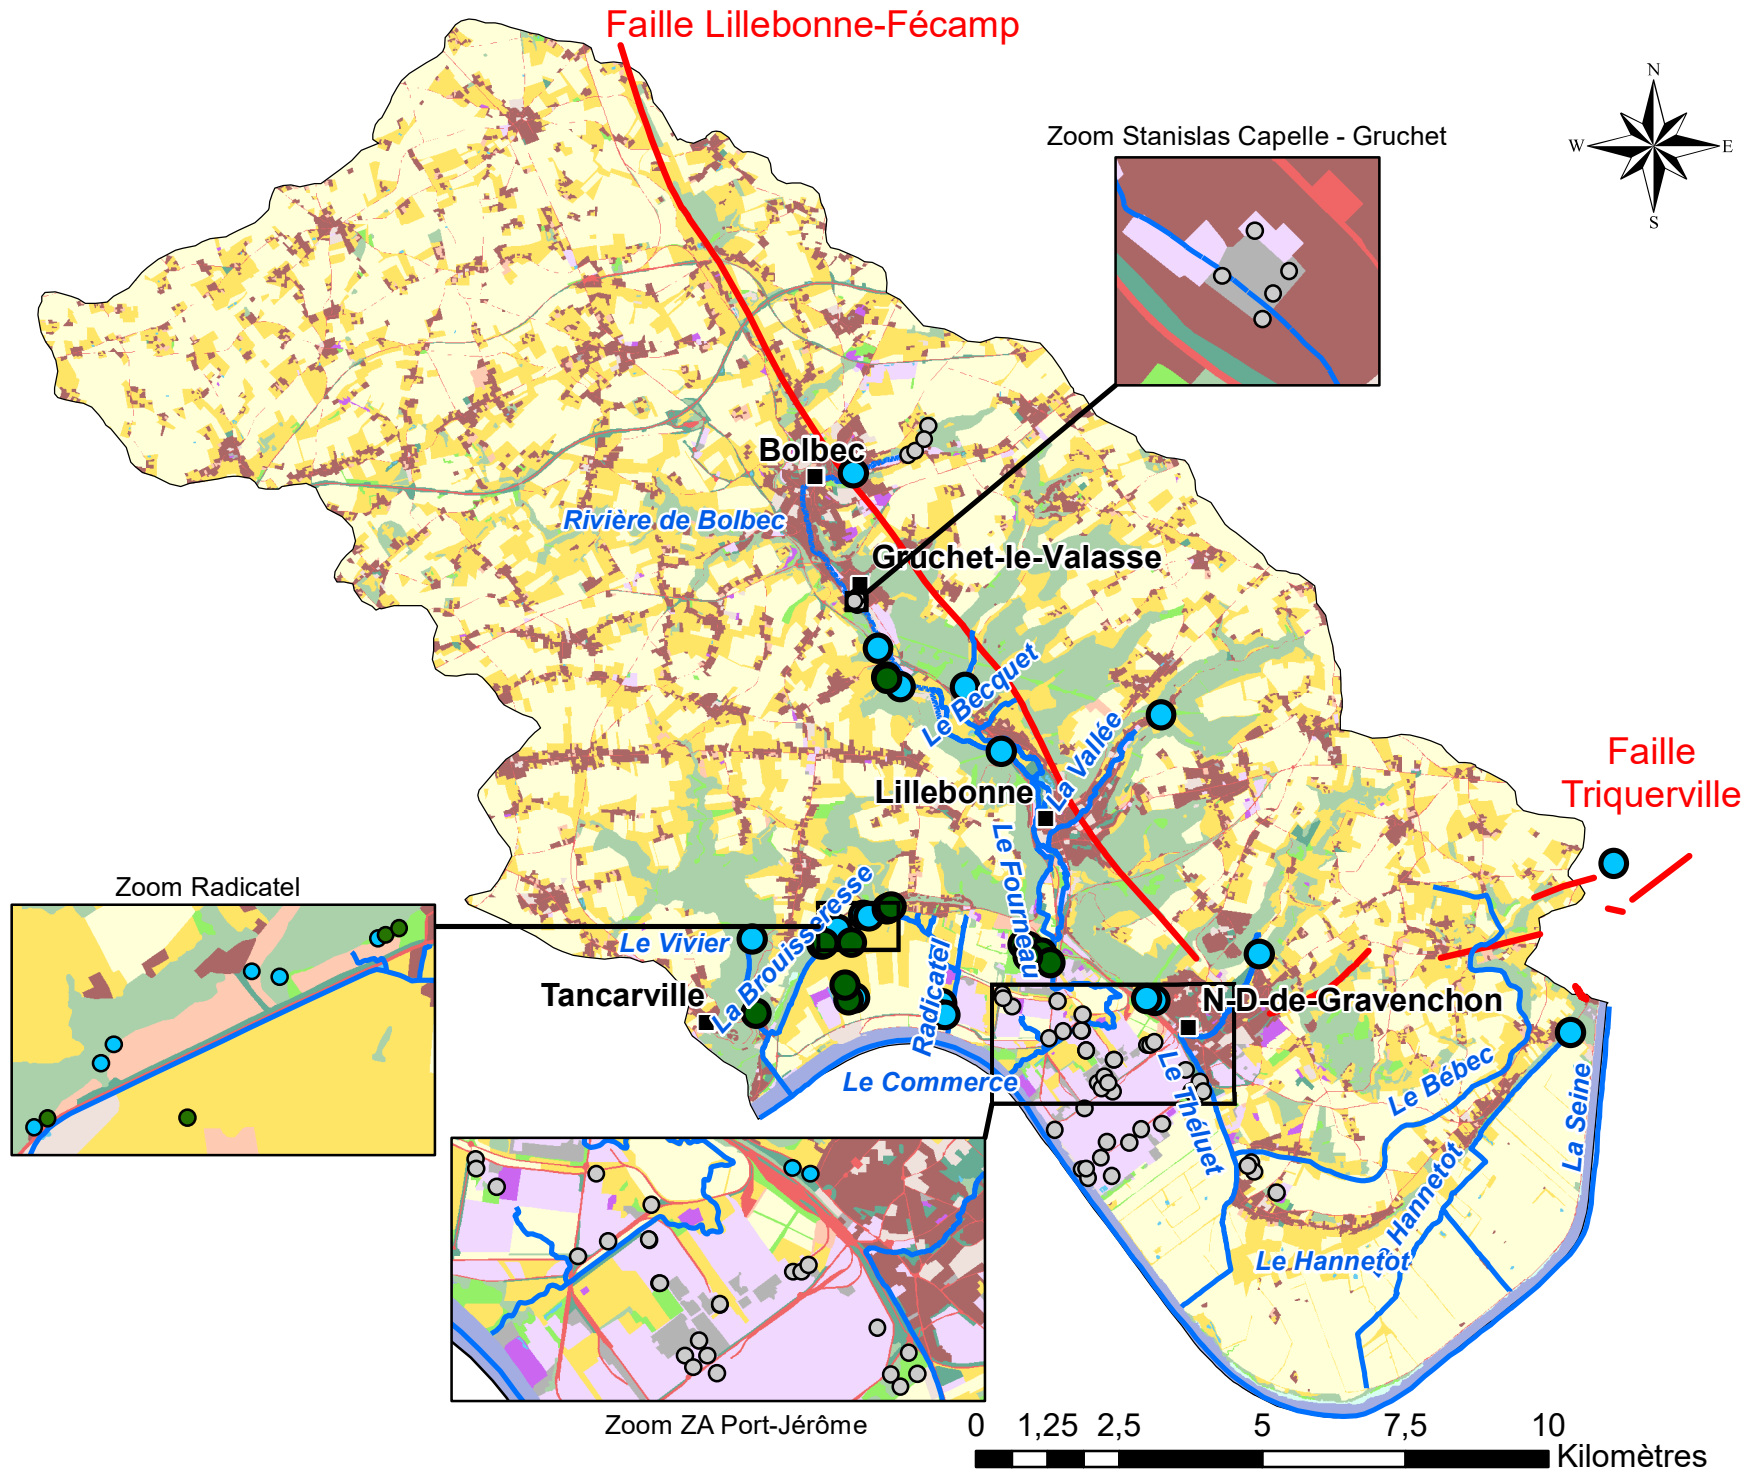 Faille Lillebonne-Fécamp
N
W
E
S
Zoom Stanislas Capelle - Gruchet
Bolbec
Rivière de Bolbec
Gruchet-le-Valasse
Le Becquet
La Vallée
Faille
Triquerville
Lillebonne
Le Fourneau
Zoom Radicatel
La Brouisseresse
Le Vivier
Radicatel
Tancarville
N-D-de-Gravenchon
Le Commerce
Le Théluet
Le Bébec
La Seine
Le Hannetot
Le Hannetot
Zoom ZA Port-Jérôme
0 1,25 2,5 5 7,5 10
Kilomètres